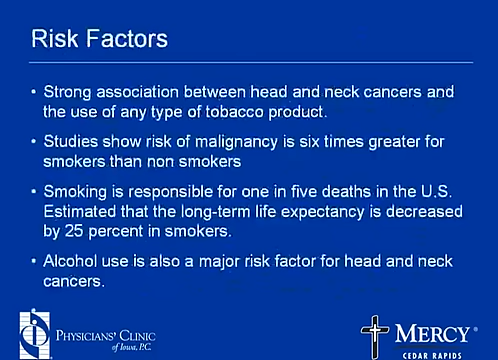 Risk Factors
• Strong association between head and neck cancers and
the use of any type of tobacco product.
• Studies show risk of malignancy is six times greater for
smokers than non smokers
• Smoking is responsible for one in five deaths in the U.S.
Estimated that the long-term life expectancy is decreased
by 25 percent in smokers.
• Alcohol use is also a major risk factor for head and neck
cancers.
PHYSICIANS' CLINIC
of Iowa, P.C.
MERCY®
CEDAR RAPIDS